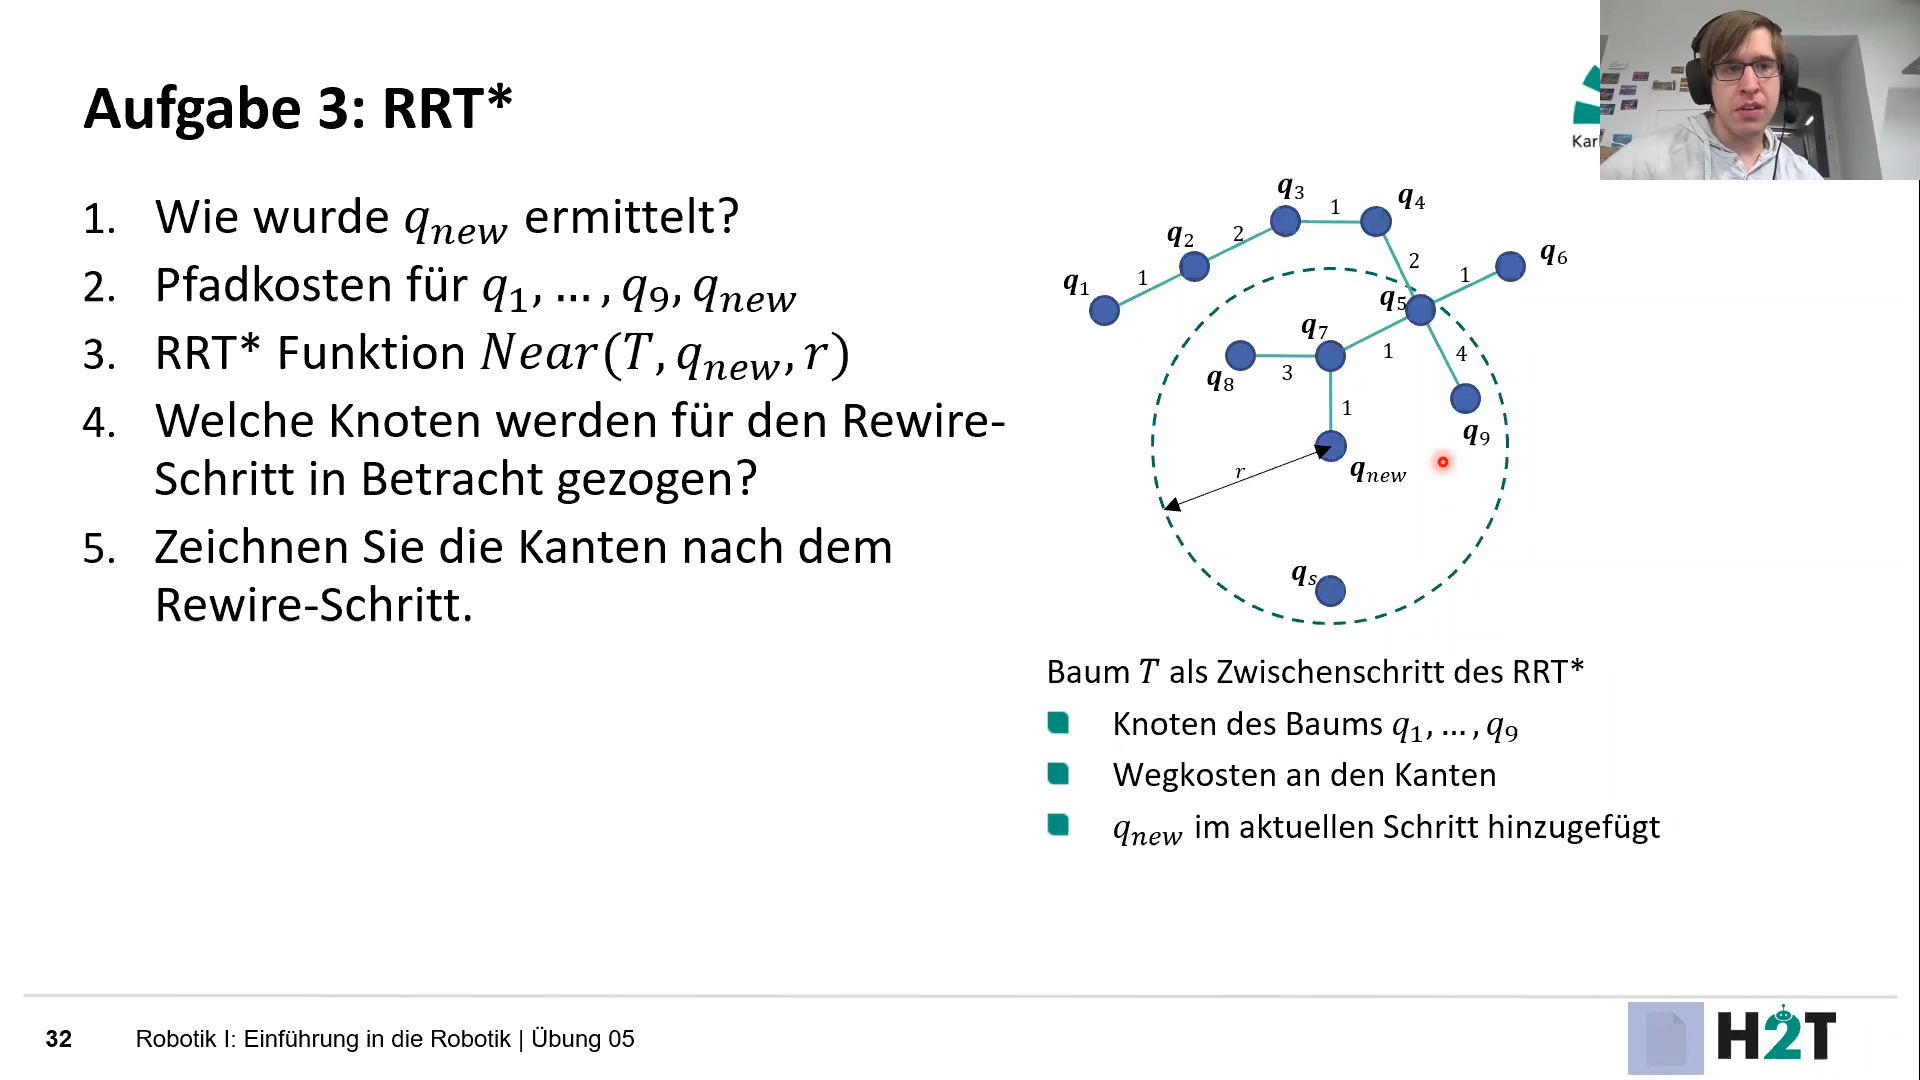 Aufgabe 3: RRT*
Kar
1. Wie wurde q_new ermittelt?
2. Pfadkosten für q_1, … , q_9, q_new
3. RRT* Funktion Near(T, q_new, r)
4. Welche Knoten werden für den Rewire-
Schritt in Betracht gezogen?
5. Zeichnen Sie die Kanten nach dem
Rewire-Schritt.
q_3
1
q_4
q_2
2
2
q_6
q_1
1
1
q_5
q_7
1
4
q_8
3
1
q_9
r
q_new
q_s
Baum T als Zwischenschritt des RRT*
Knoten des Baums q_1, … , q_9
Wegkosten an den Kanten
q_new im aktuellen Schritt hinzugefügt
32
Robotik I: Einführung in die Robotik | Übung 05
H2T